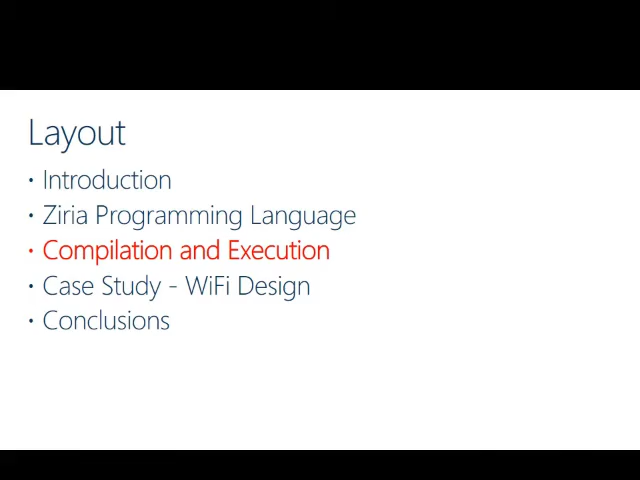 Layout
• Introduction
• Ziria Programming Language
• Compilation and Execution
• Case Study - WiFi Design
• Conclusions